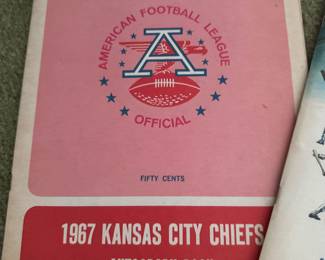 AMERICAN FOOTBALL LEAGUE
A
OFFICIAL
FIFTY CENTS
1967 KANSAS CITY CHIEFS